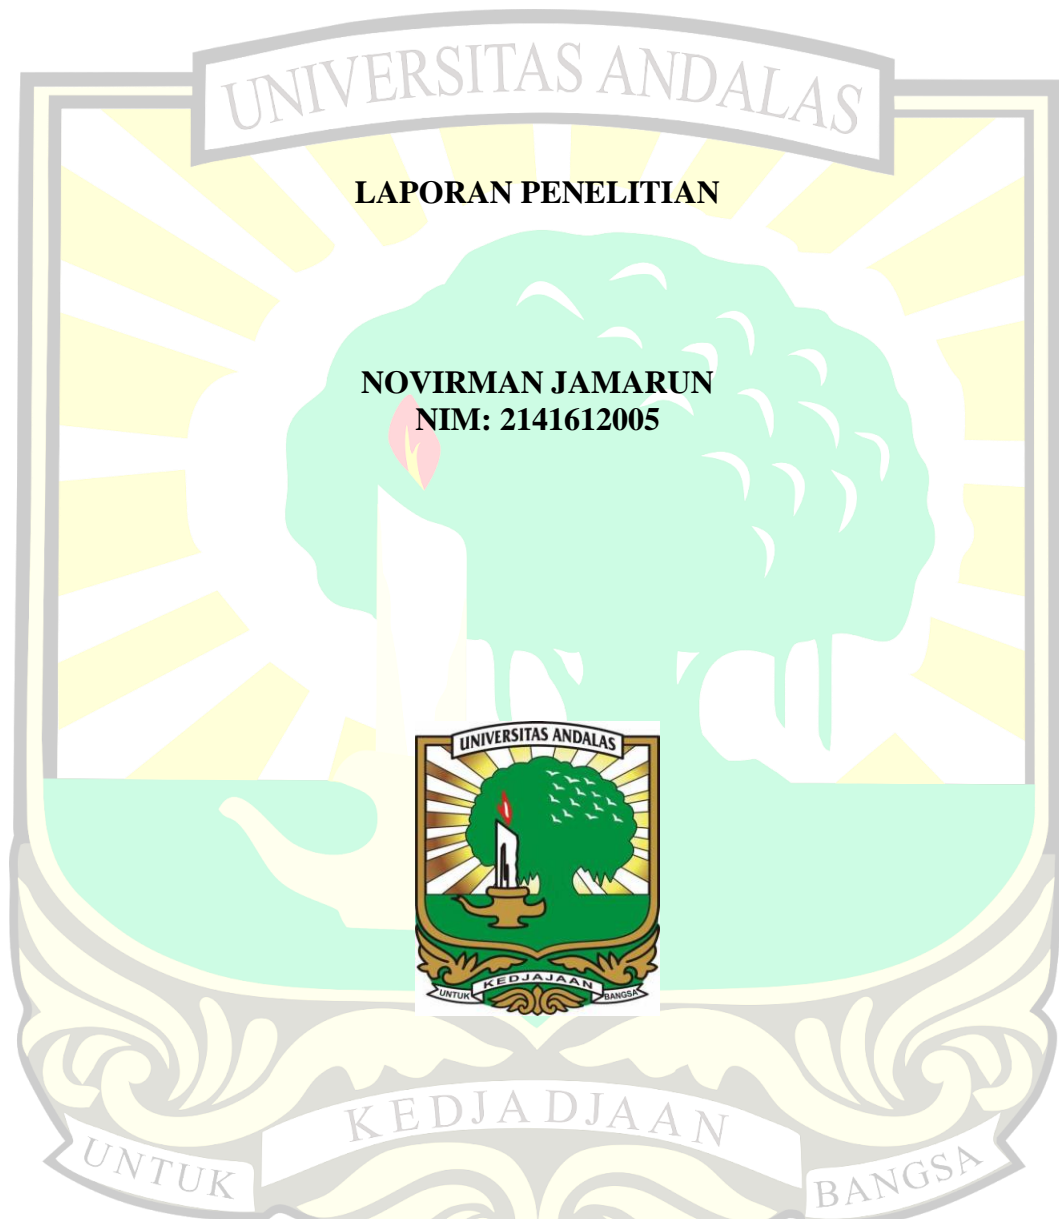 UNIVERSITAS ANDALAS
LAPORAN PENELITIAN
NOVIRMAN JAMARUN
NIM: 2141612005
UNIVERSITAS ANDALAS
UNTUK KEDJAJAAN BANGSA
UNTUK KEDJADJAAN BANGSA